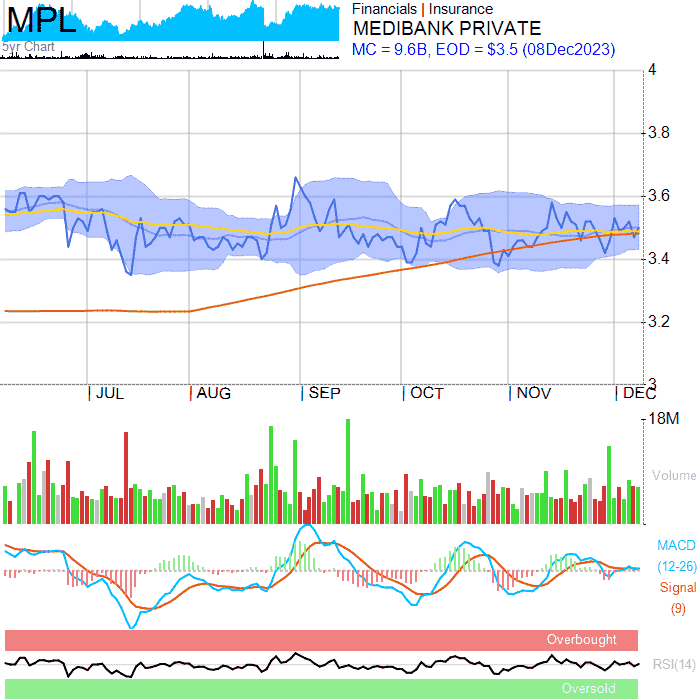 MPL
5yr Chart
Financials | Insurance
MEDIBANK PRIVATE
MC = 9.6B, EOD = $3.5 (08Dec2023)
4
3.8
3.6
3.4
3.2
3
JUL AUG SEP OCT NOV DEC
18M
Volume
MACD
(12-26)
Signal
(9)
Overbought
RSI(14)
Oversold